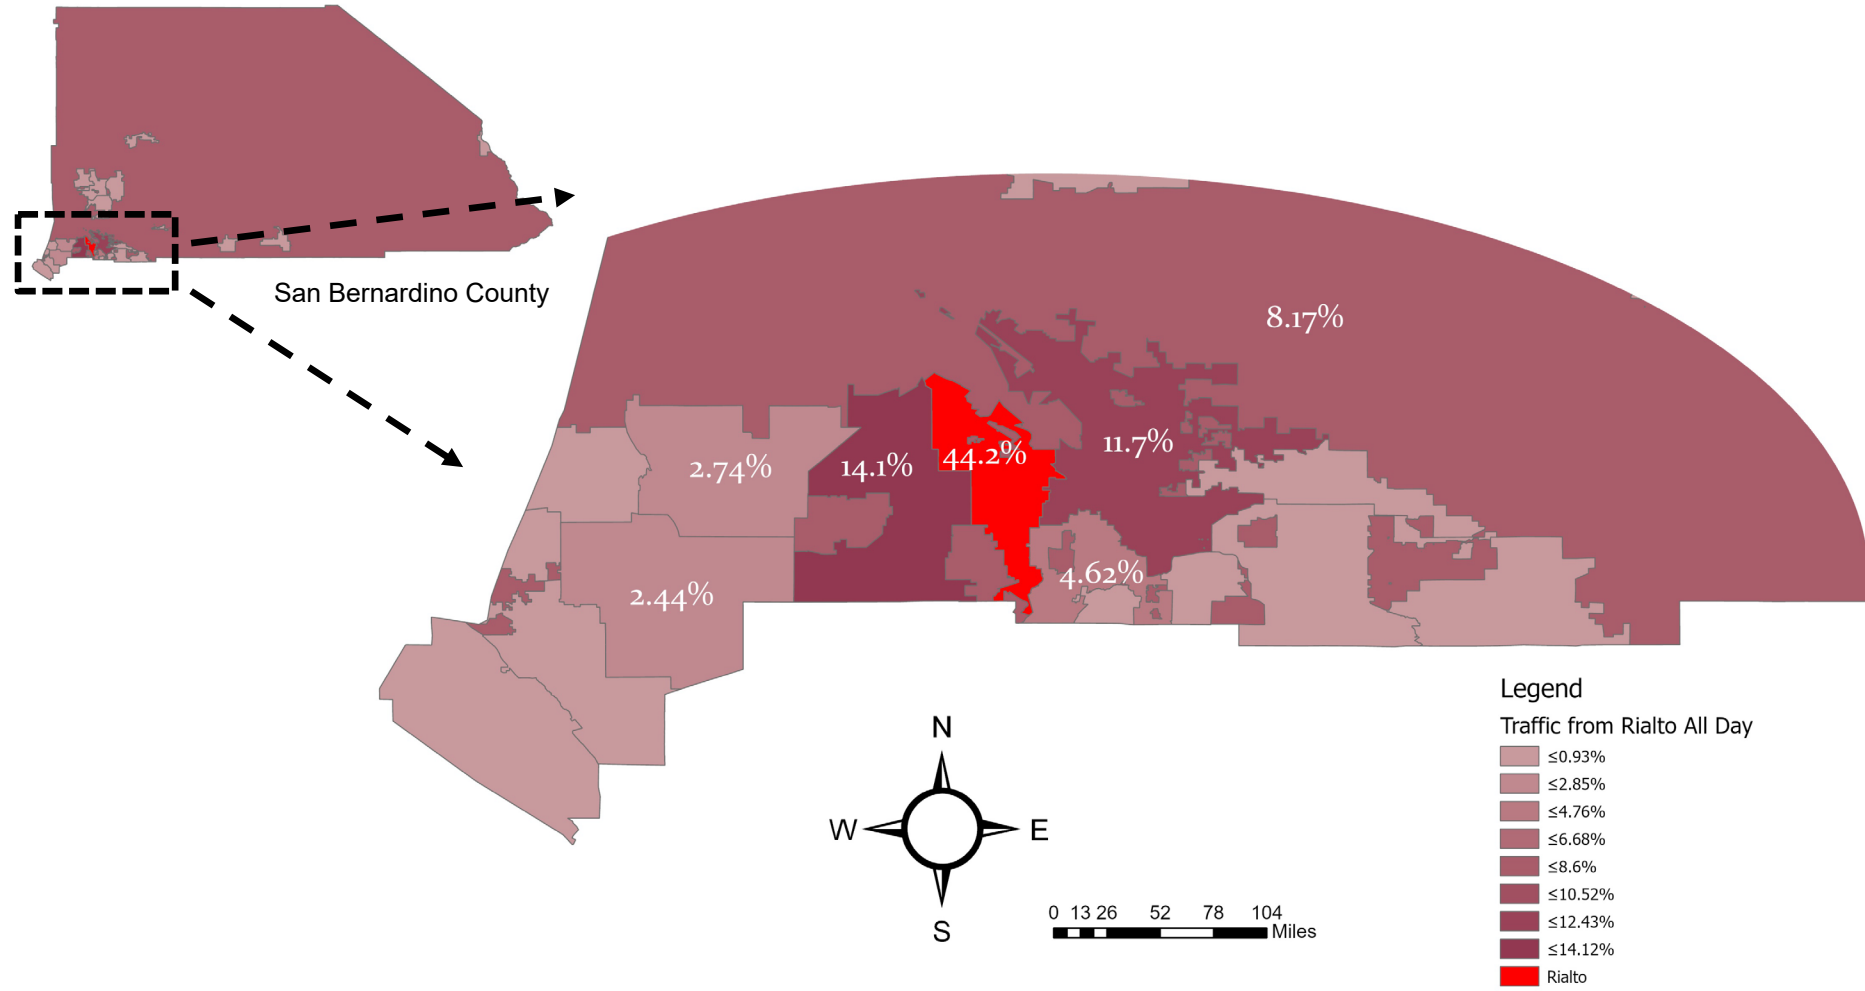 San Bernardino County
8.17%
11.7%
44.2%
14.1%
2.74%
4.62%
2.44%
N
W
E
S
0 13 26 52 78 104
Miles
Legend
Traffic from Rialto All Day
≤0.93%
≤2.85%
≤4.76%
≤6.68%
≤8.6%
≤10.52%
≤12.43%
≤14.12%
Rialto